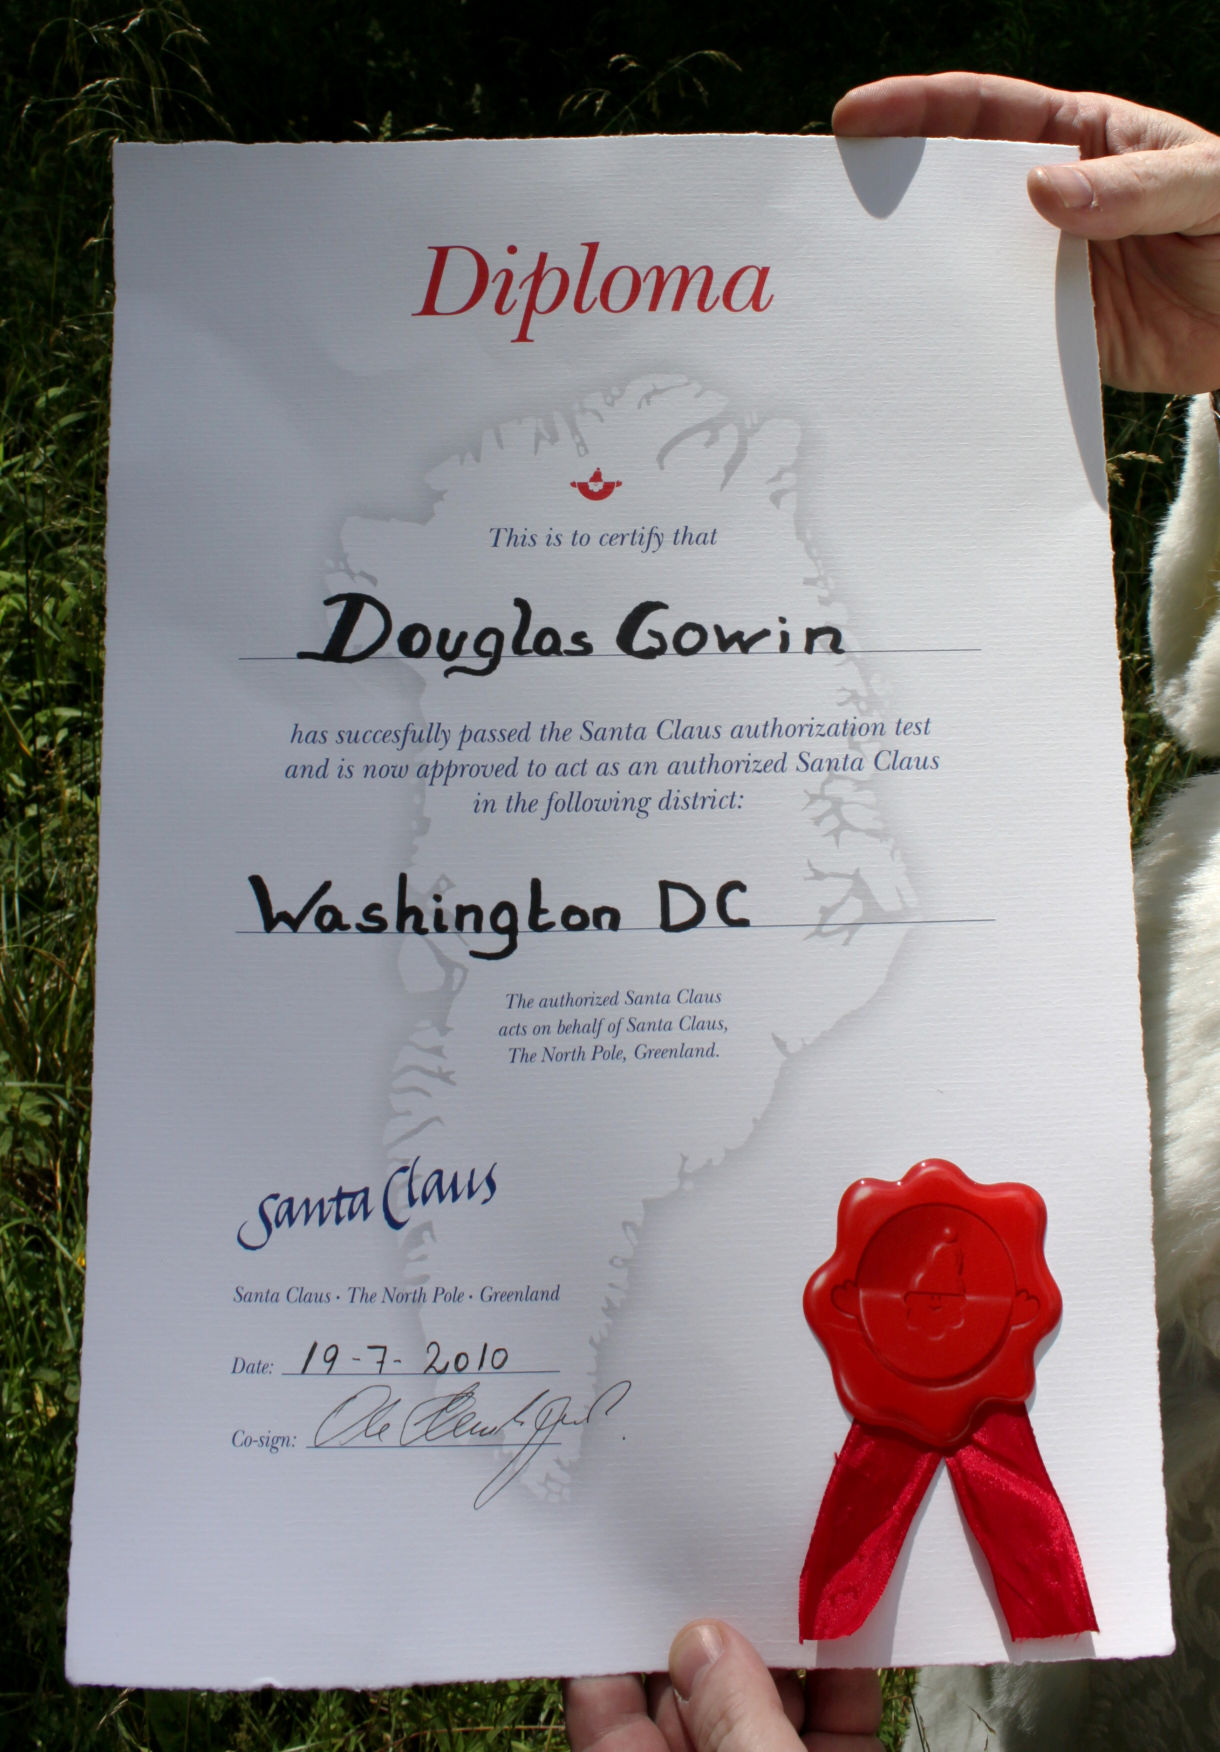 Diploma
This is to certify that
Douglas Gowin
has succesfully passed the Santa Claus authorization test
and is now approved to act as an authorized Santa Claus
in the following district:
Washington DC
The authorized Santa Claus
acts on behalf of Santa Claus,
The North Pole, Greenland.
Santa Claus
Santa Claus · The North Pole · Greenland
Date: 19-7-2010
Co-sign: